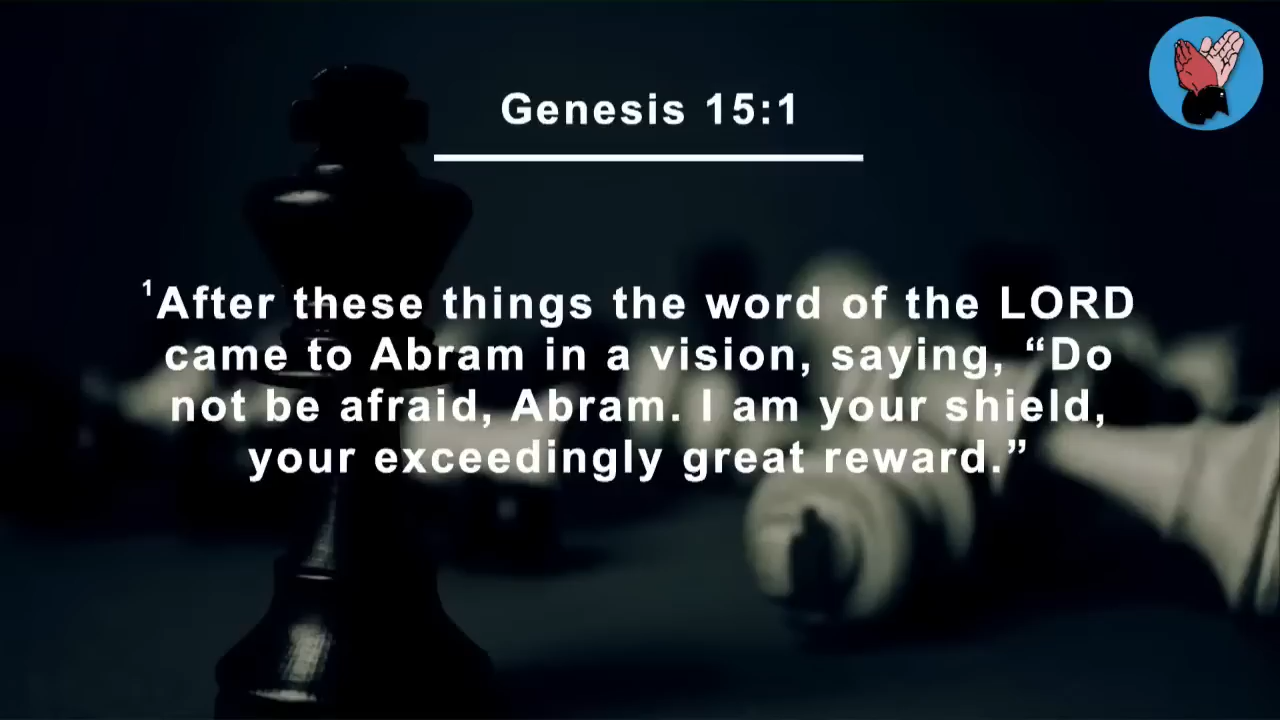 Genesis 15:1
¹After these things the word of the LORD
came to Abram in a vision, saying, “Do
not be afraid, Abram. I am your shield,
your exceedingly great reward.”